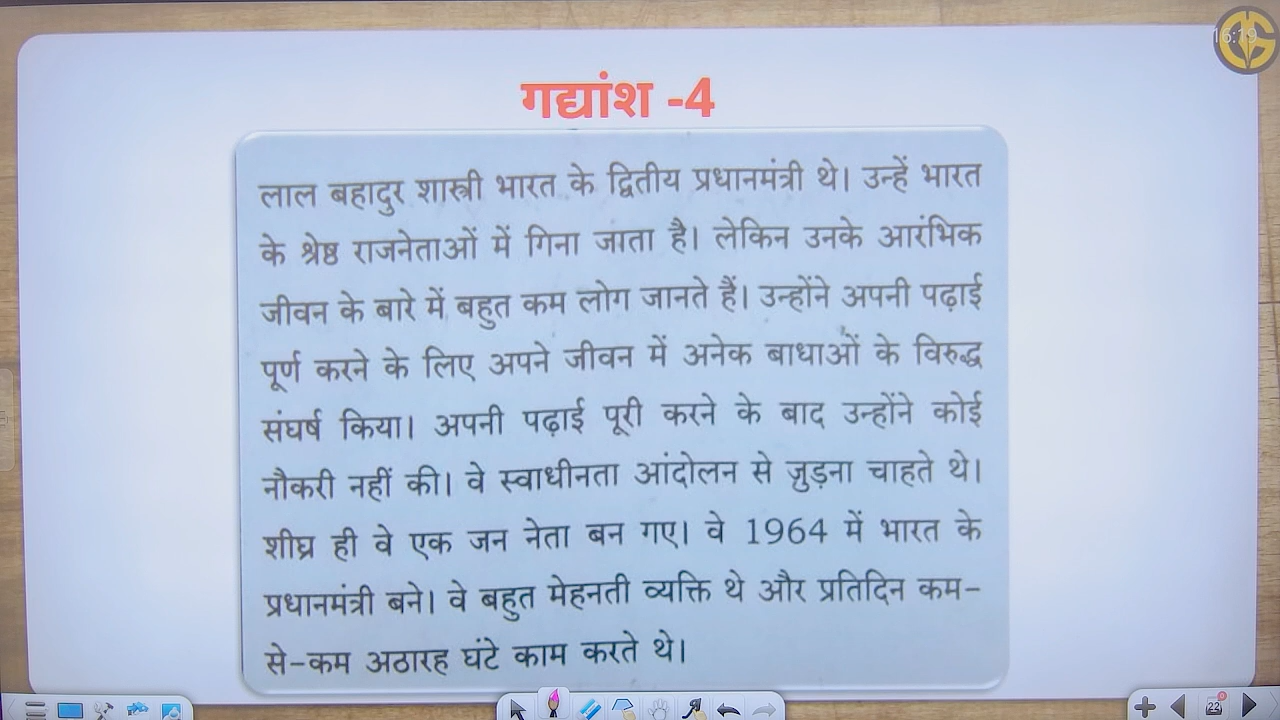 16:19
गद्यांश -4
लाल बहादुर शास्त्री भारत के द्वितीय प्रधानमंत्री थे। उन्हें भारत
के श्रेष्ठ राजनेताओं में गिना जाता है। लेकिन उनके आरंभिक
जीवन के बारे में बहुत कम लोग जानते हैं। उन्होंने अपनी पढ़ाई
पूर्ण करने के लिए अपने जीवन में अनेक बाधाओं के विरुद्ध
संघर्ष किया। अपनी पढ़ाई पूरी करने के बाद उन्होंने कोई
नौकरी नहीं की। वे स्वाधीनता आंदोलन से जुड़ना चाहते थे।
शीघ्र ही वे एक जन नेता बन गए। वे 1964 में भारत के
प्रधानमंत्री बने। वे बहुत मेहनती व्यक्ति थे और प्रतिदिन कम-
से-कम अठारह घंटे काम करते थे।
22